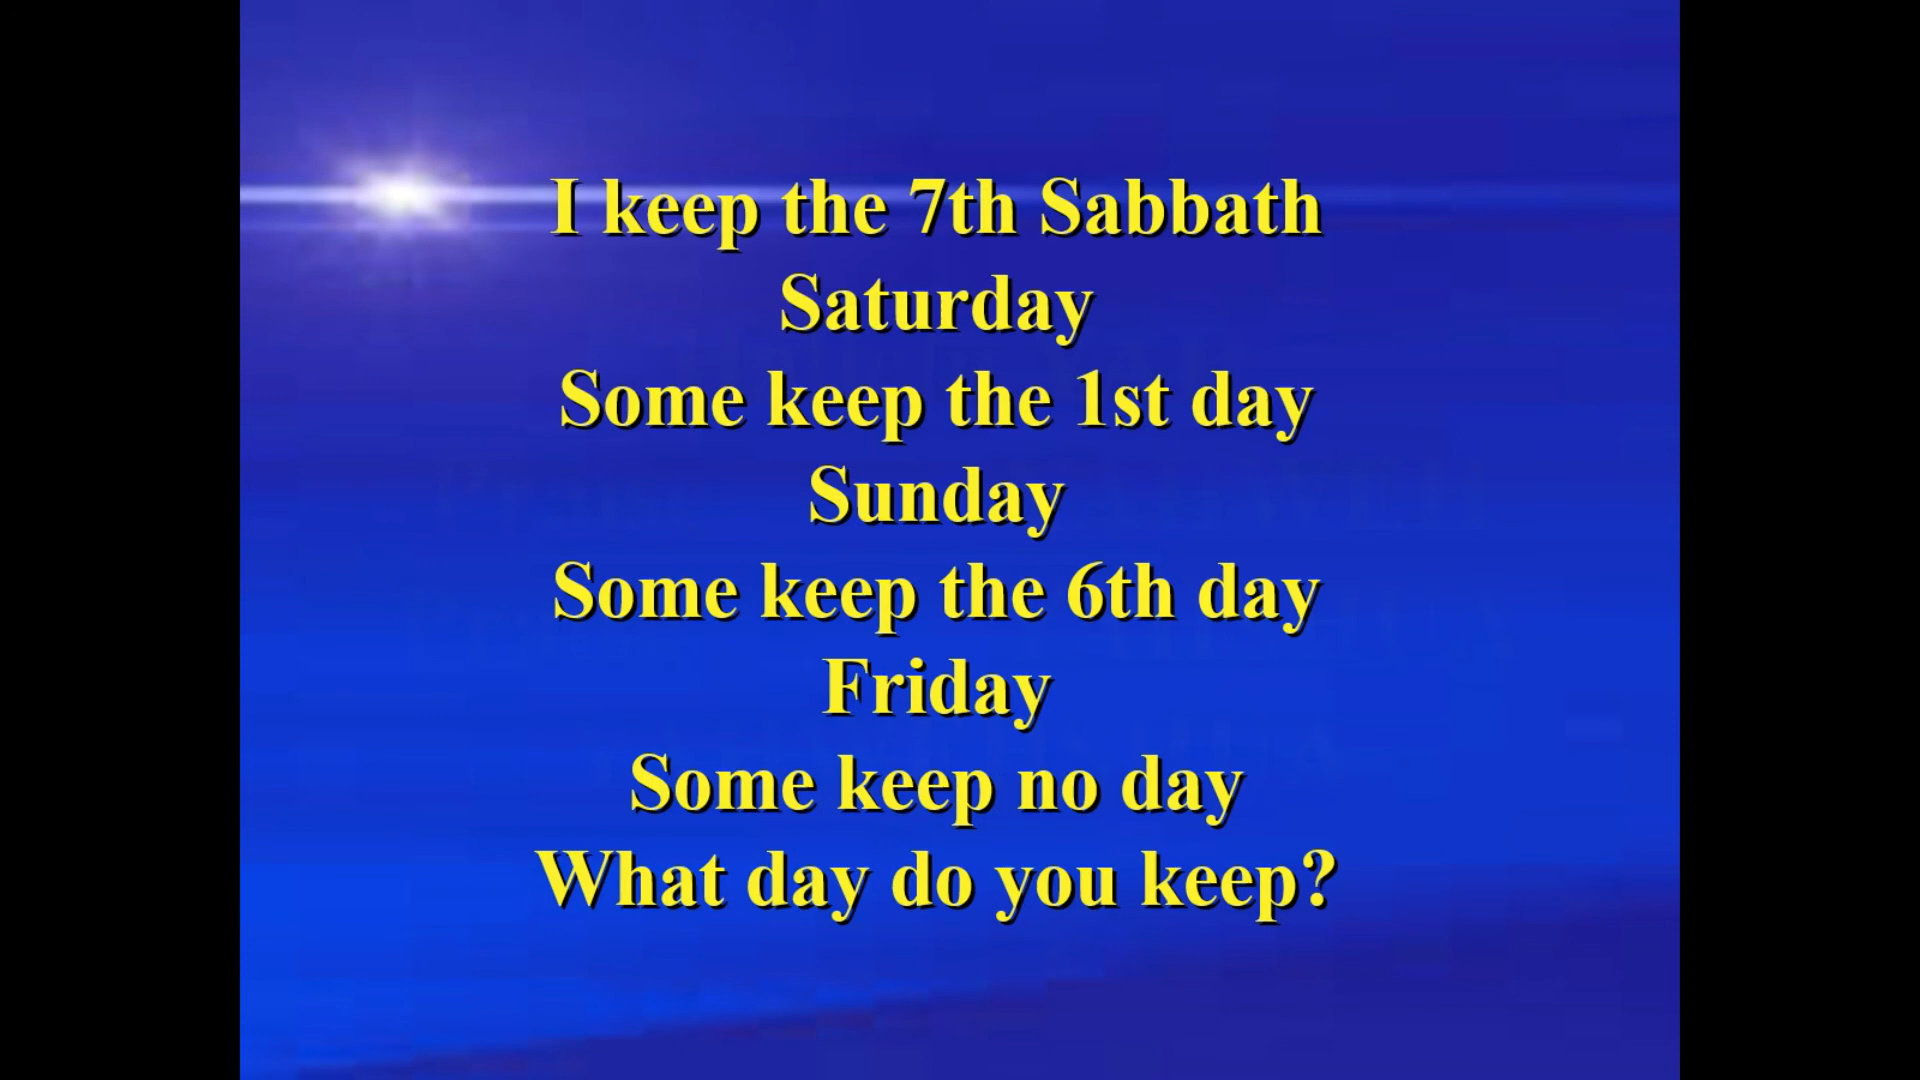 I keep the 7th Sabbath
Saturday
Some keep the 1st day
Sunday
Some keep the 6th day
Friday
Some keep no day
What day do you keep?